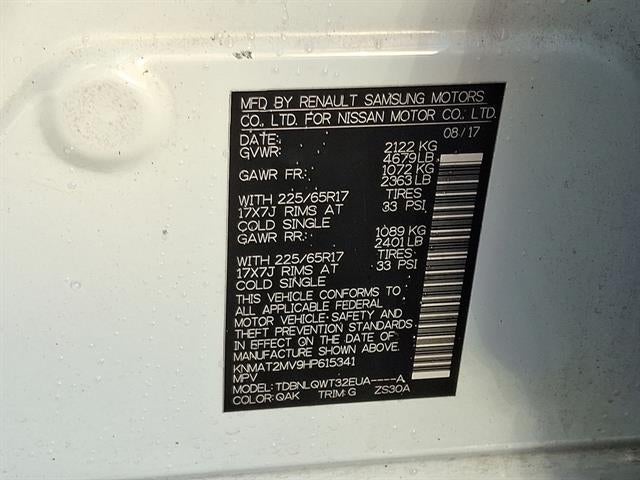 MFD BY RENAULT SAMSUNG MOTORS
CO., LTD. FOR NISSAN MOTOR CO., LTD.
DATE: 08/17
GVWR: 2122 KG
4679 LB
GAWR FR: 1072 KG
2363 LB
WITH 225/65R17 TIRES
17X7J RIMS AT 33 PSI
COLD SINGLE
GAWR RR: 1089 KG
2401 LB
WITH 225/65R17 TIRES
17X7J RIMS AT 33 PSI
COLD SINGLE
THIS VEHICLE CONFORMS TO
ALL APPLICABLE FEDERAL
MOTOR VEHICLE SAFETY AND
THEFT PREVENTION STANDARDS
IN EFFECT ON THE DATE OF
MANUFACTURE SHOWN ABOVE.
KNMAT2MV9HP615341
MPV
MODEL: TDBNLQWT32EUA----A
COLOR: QAK TRIM: G ZS30A